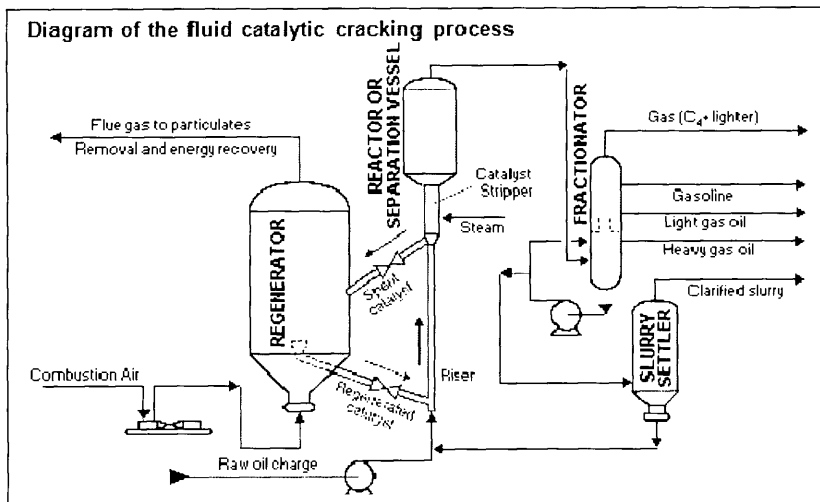 Diagram of the fluid catalytic cracking process
Flue gas to particulates
Removal and energy recovery
REACTOR OR
SEPARATION VESSEL
FRACTIONATOR
Gas (C4+ lighter)
Catalyst
Stripper
Gasoline
Steam
Light gas oil
Heavy gas oil
REGENERATOR
Spent
catalyst
Clarified slurry
SLURRY
SETTLER
Combustion Air
Riser
Regenerated
catalyst
Raw oil charge